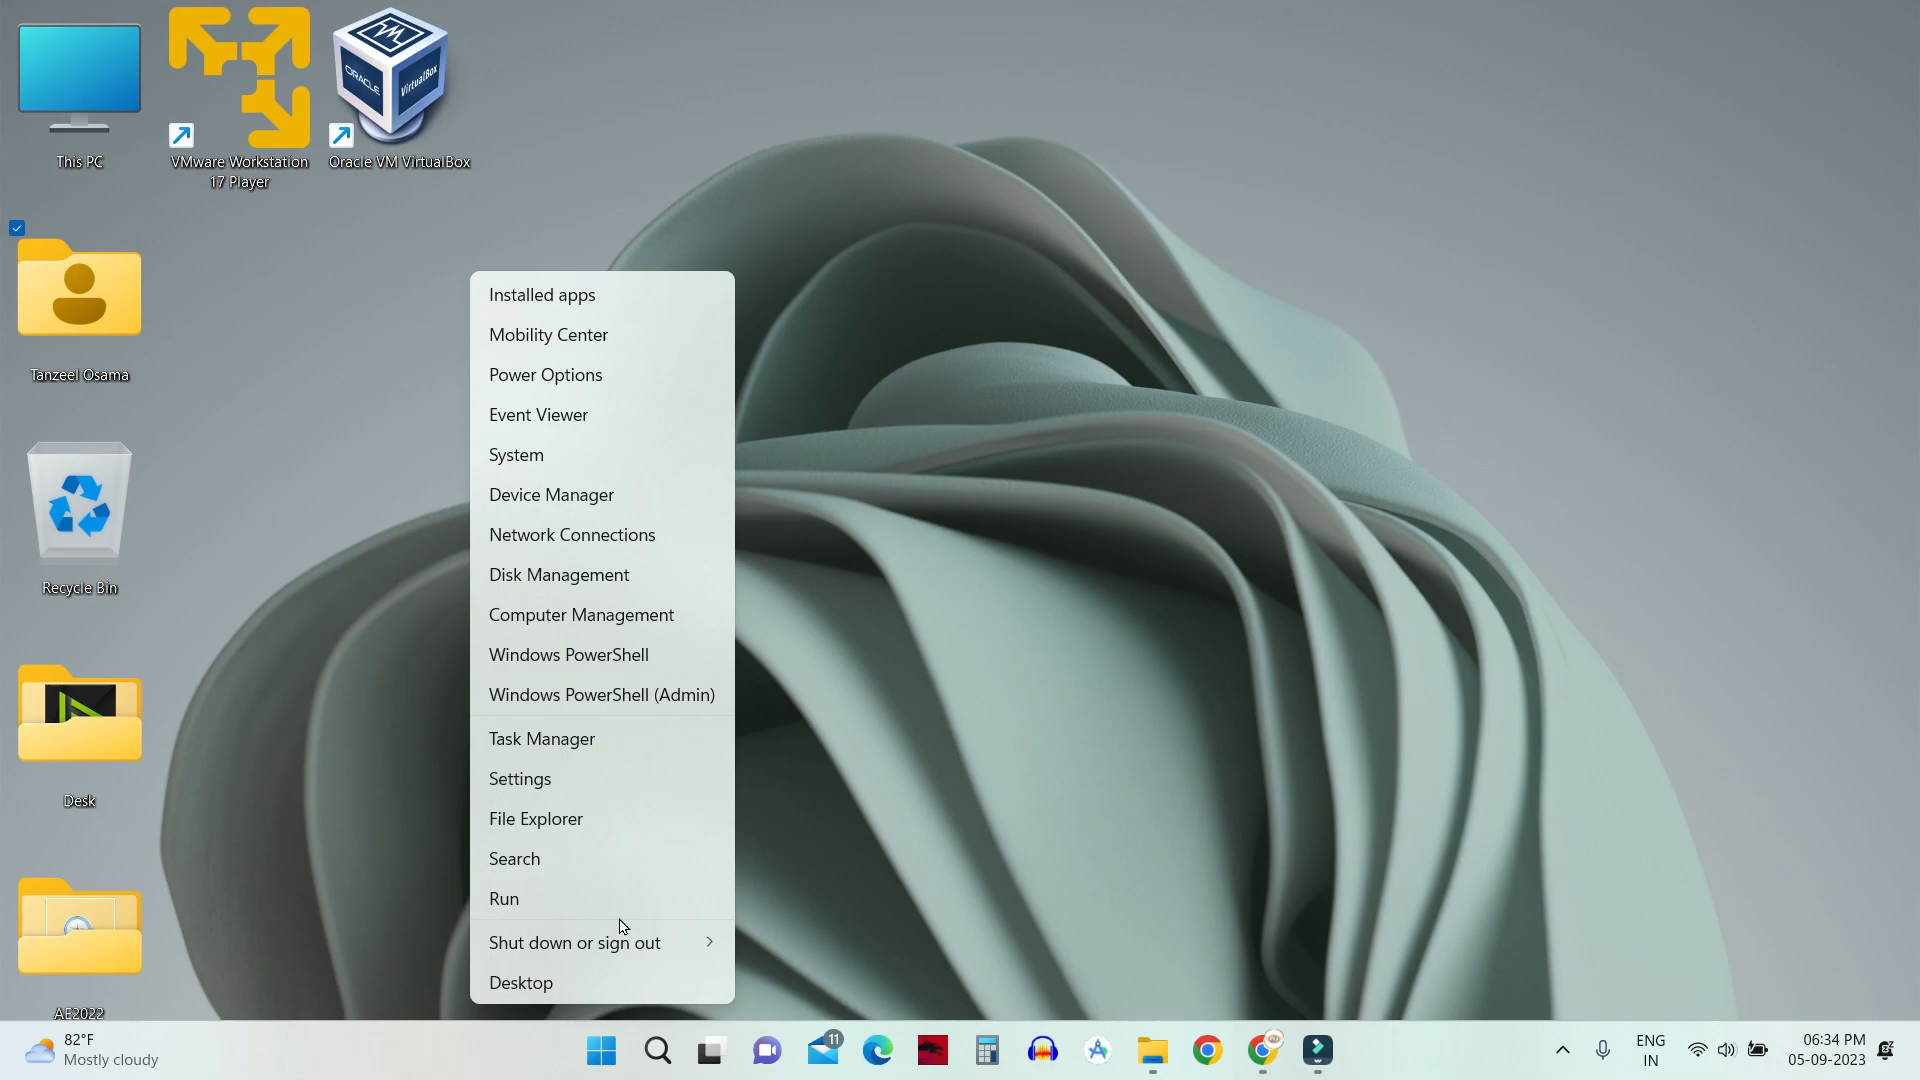 This PC
VMware Workstation
17 Player
ORACLE
VirtualBox
Oracle VM VirtualBox
Tanzeel Osama
Recycle Bin
Desk
AE2022
Installed apps
Mobility Center
Power Options
Event Viewer
System
Device Manager
Network Connections
Disk Management
Computer Management
Windows PowerShell
Windows PowerShell (Admin)
Task Manager
Settings
File Explorer
Search
Run
Shut down or sign out
Desktop
82°F
Mostly cloudy
11
ENG
IN
06:34 PM
05-09-2023